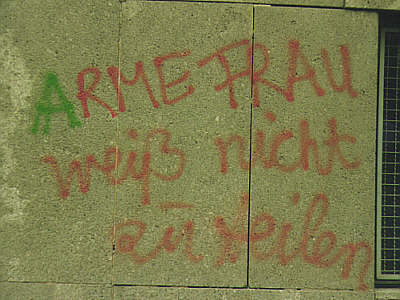 ARME FRAU
weiß nicht
zu teilen